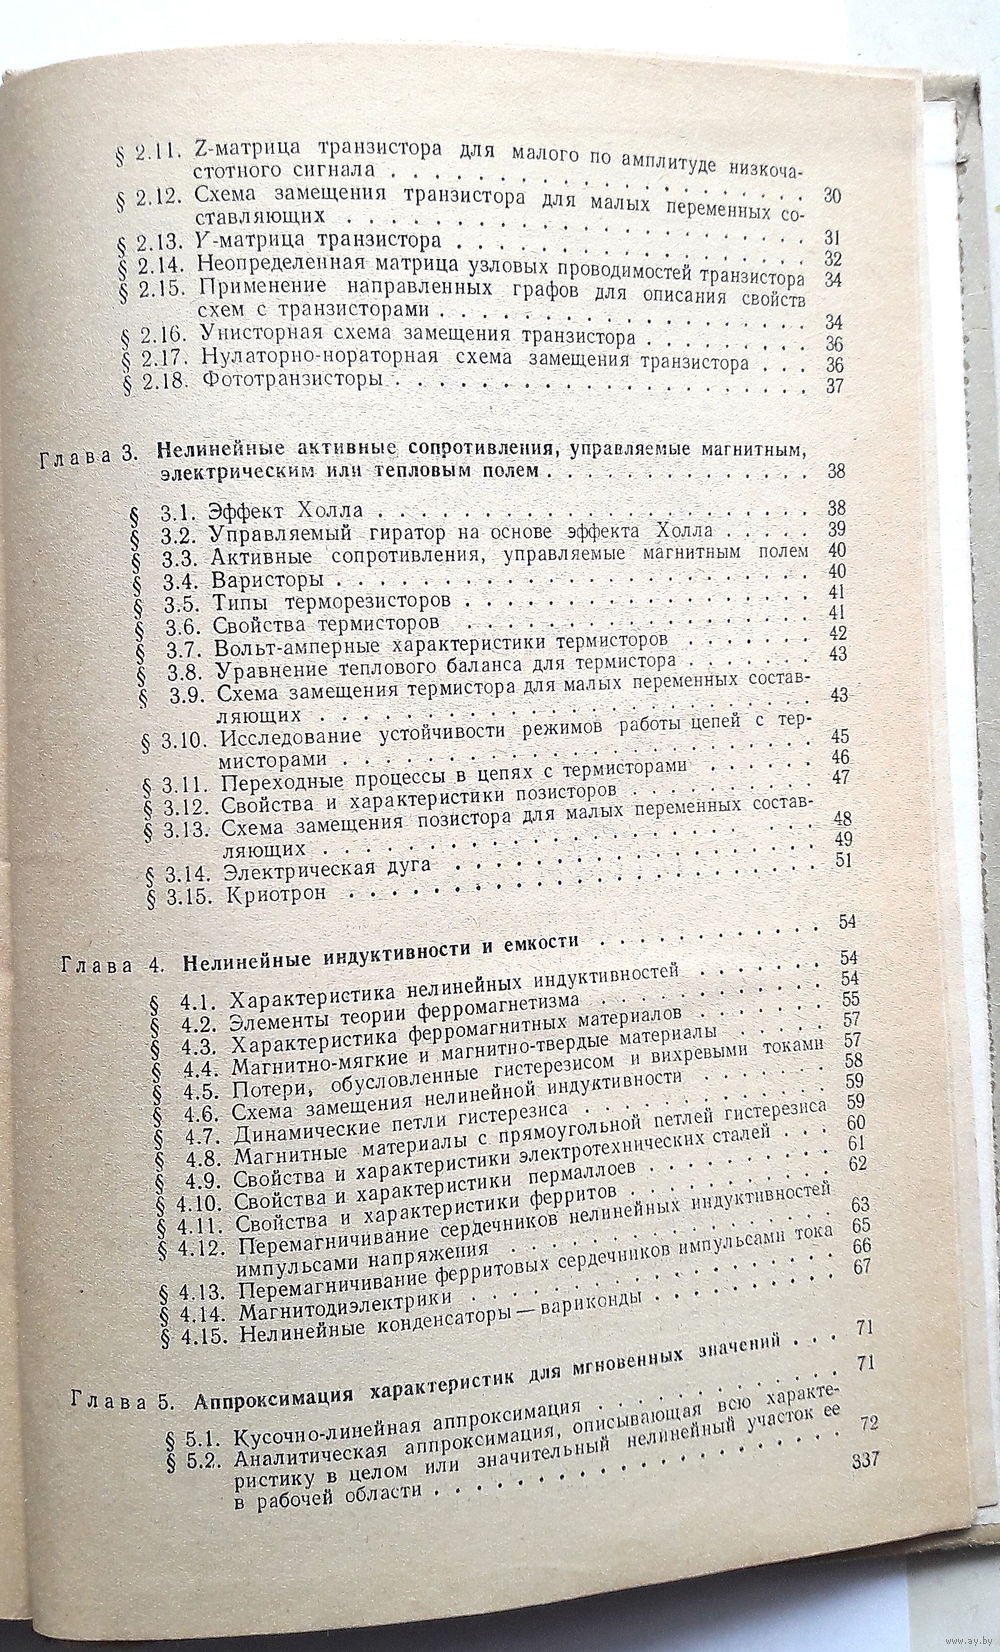 § 2.11. Z-матрица транзистора для малого по амплитуде низкоча-
стотного сигнала . . . . . . . . . . . . . . . . . . 30
§ 2.12. Схема замещения транзистора для малых переменных со-
ставляющих . . . . . . . . . . . . . . . . . . . . 31
§ 2.13. Y-матрица транзистора . . . . . . . . . . . . . . . 32
§ 2.14. Неопределенная матрица узловых проводимостей транзистора 34
§ 2.15. Применение направленных графов для описания свойств
схем с транзисторами . . . . . . . . . . . . . . . . 34
§ 2.16. Унисторная схема замещения транзистора . . . . . . . . 36
§ 2.17. Нулаторно-нораторная схема замещения транзистора . . . 36
§ 2.18. Фототранзисторы . . . . . . . . . . . . . . . . . . 37
Глава 3. Нелинейные активные сопротивления, управляемые магнитным,
электрическим или тепловым полем . . . . . . . . . . . . . 38
§ 3.1. Эффект Холла . . . . . . . . . . . . . . . . . . . . 38
§ 3.2. Управляемый гиратор на основе эффекта Холла . . . . . 39
§ 3.3. Активные сопротивления, управляемые магнитным полем 40
§ 3.4. Варисторы . . . . . . . . . . . . . . . . . . . . . . 40
§ 3.5. Типы терморезисторов . . . . . . . . . . . . . . . . 41
§ 3.6. Свойства термисторов . . . . . . . . . . . . . . . . 41
§ 3.7. Вольт-амперные характеристики термисторов . . . . . . 42
§ 3.8. Уравнение теплового баланса для термистора . . . . . . 43
§ 3.9. Схема замещения термистора для малых переменных состав-
ляющих . . . . . . . . . . . . . . . . . . . . . . 43
§ 3.10. Исследование устойчивости режимов работы цепей с тер-
мисторами . . . . . . . . . . . . . . . . . . . . . 45
§ 3.11. Переходные процессы в цепях с термисторами . . . . . . 46
§ 3.12. Свойства и характеристики позисторов . . . . . . . . . 47
§ 3.13. Схема замещения позистора для малых переменных состав-
ляющих . . . . . . . . . . . . . . . . . . . . . . 48
§ 3.14. Электрическая дуга . . . . . . . . . . . . . . . . . 49
§ 3.15. Криотрон . . . . . . . . . . . . . . . . . . . . . . 51
Глава 4. Нелинейные индуктивности и емкости . . . . . . . . . . . 54
§ 4.1. Характеристика нелинейных индуктивностей . . . . . . . 54
§ 4.2. Элементы теории ферромагнетизма . . . . . . . . . . . 54
§ 4.3. Характеристика ферромагнитных материалов . . . . . . . 55
§ 4.4. Магнитно-мягкие и магнитно-твердые материалы . . . . . 57
§ 4.5. Потери, обусловленные гистерезисом и вихревыми токами 57
§ 4.6. Схема замещения нелинейной индуктивности . . . . . . . 58
§ 4.7. Динамические петли гистерезиса . . . . . . . . . . . . 59
§ 4.8. Магнитные материалы с прямоугольной петлей гистерезиса 59
§ 4.9. Свойства и характеристики электротехнических сталей . . . 60
§ 4.10. Свойства и характеристики пермаллоев . . . . . . . . . 61
§ 4.11. Свойства и характеристики ферритов . . . . . . . . . . 62
§ 4.12. Перемагничивание сердечников нелинейных индуктивностей
импульсами напряжения . . . . . . . . . . . . . . . 63
§ 4.13. Перемагничивание ферритовых сердечников импульсами тока 65
§ 4.14. Магнитодиэлектрики . . . . . . . . . . . . . . . . . 66
§ 4.15. Нелинейные конденсаторы — вариконды . . . . . . . . . 67
Глава 5. Аппроксимация характеристик для мгновенных значений . . . 71
§ 5.1. Кусочно-линейная аппроксимация . . . . . . . . . . . . 71
§ 5.2. Аналитическая аппроксимация, описывающая всю характе-
ристику в целом или значительный нелинейный участок ее
в рабочей области . . . . . . . . . . . . . . . . . . 72
337
www.ay.by